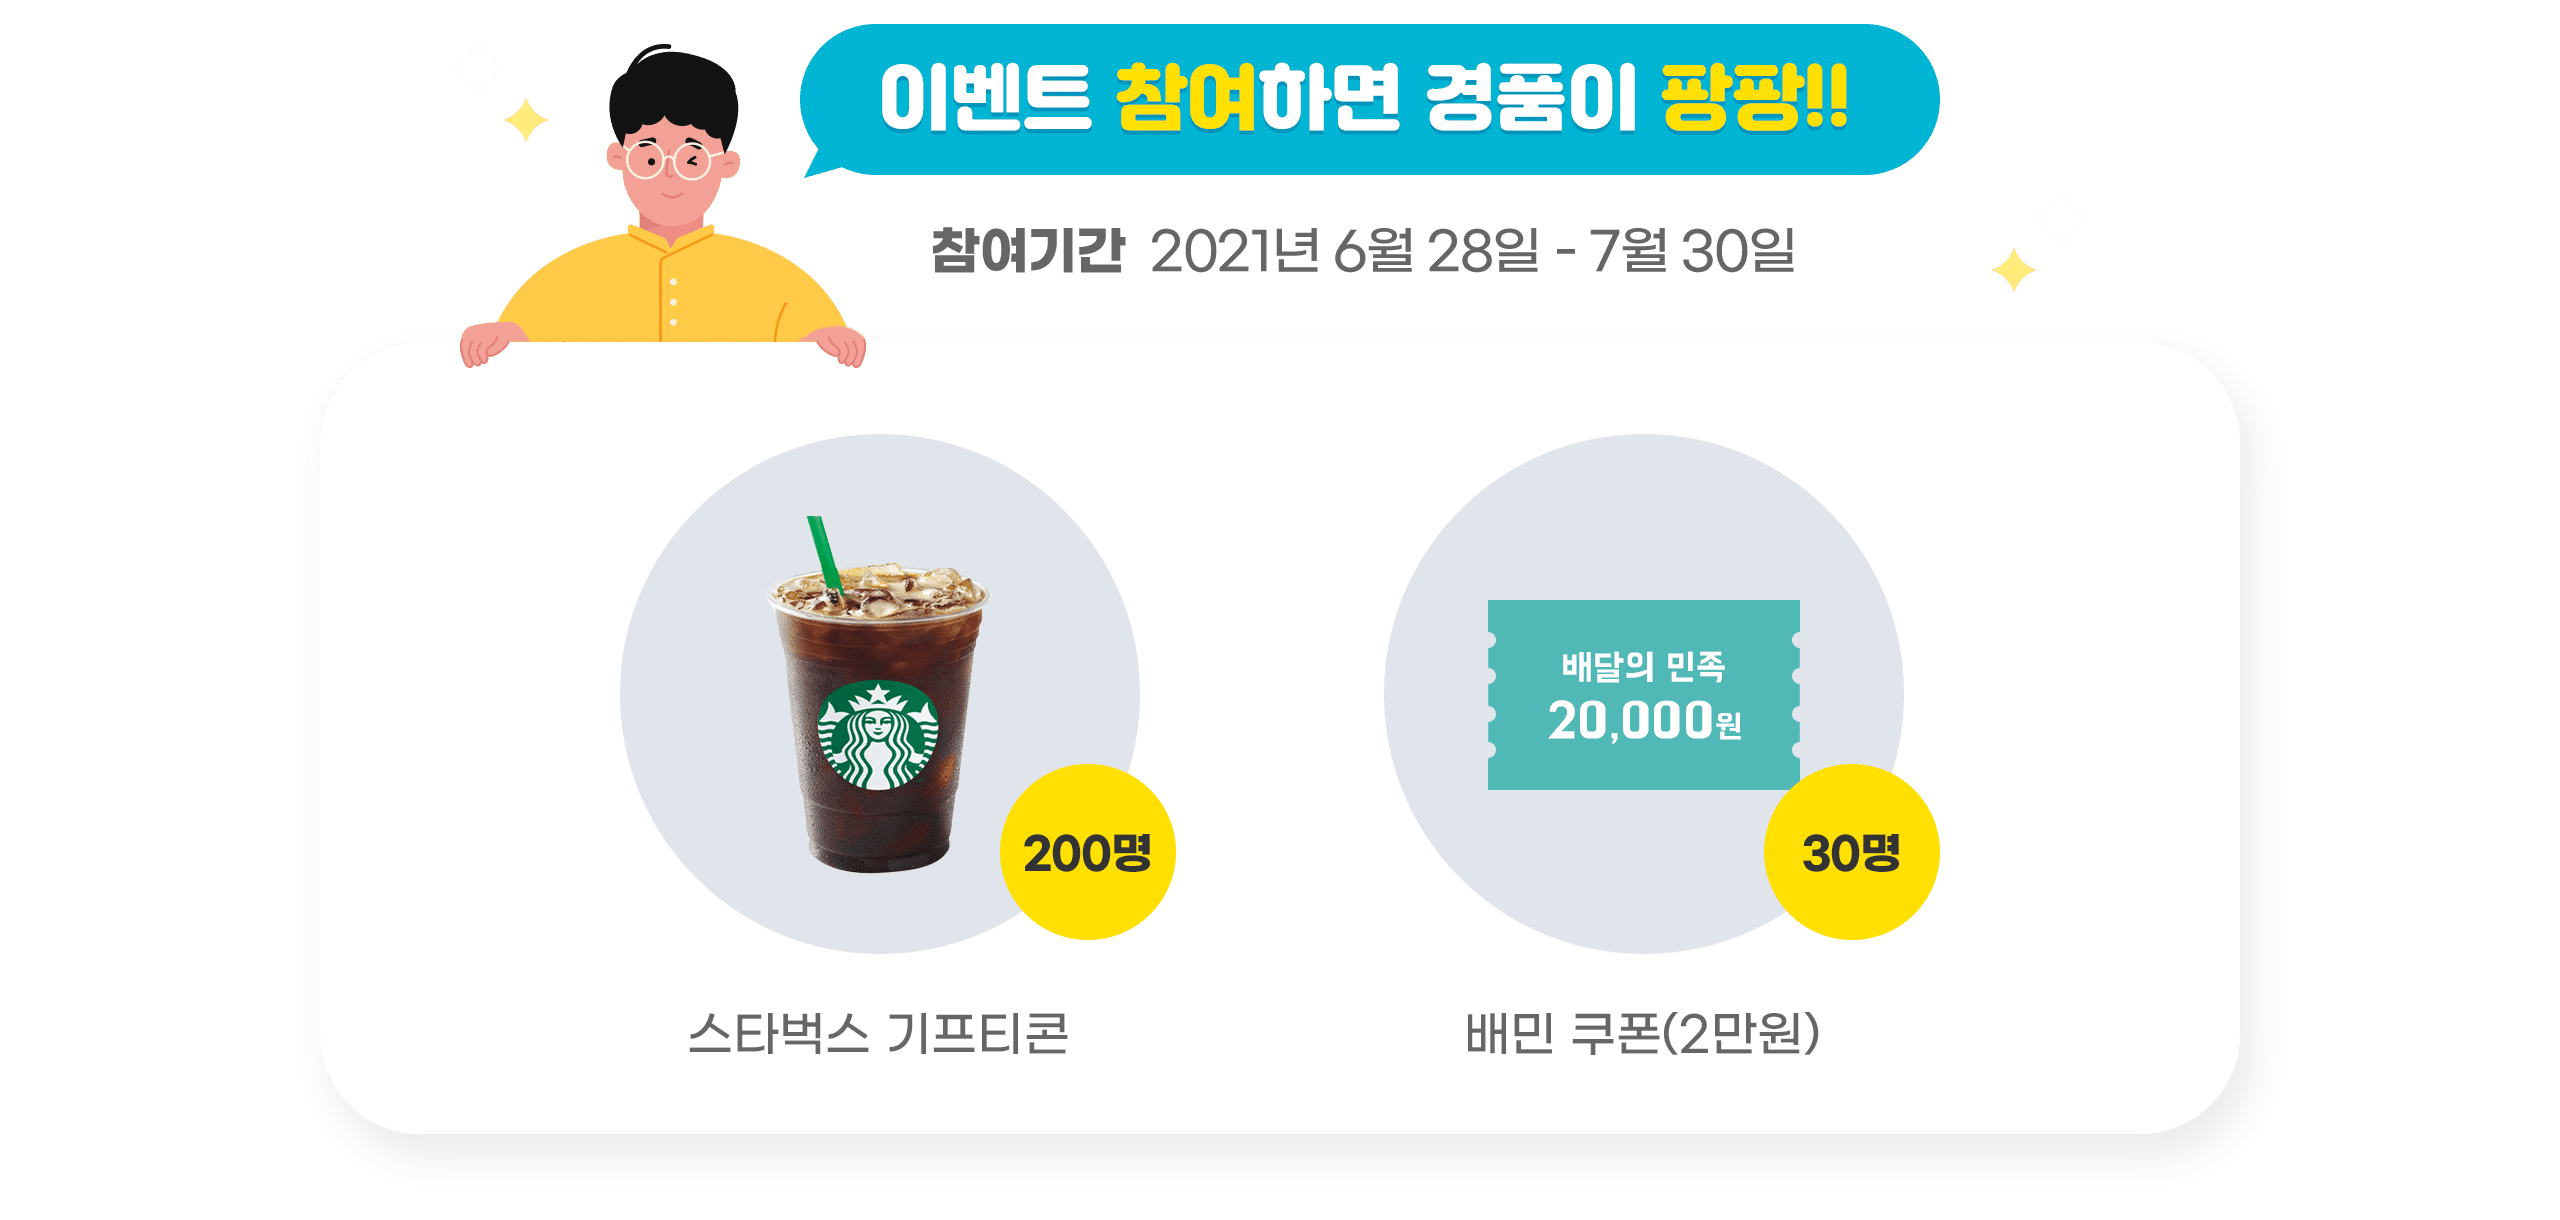 이벤트 참여하면 경품이 팡팡!!
참여기간 2021년 6월 28일 - 7월 30일
배달의 민족
20,000원
200명
30명
스타벅스 기프티콘
배민 쿠폰(2만원)